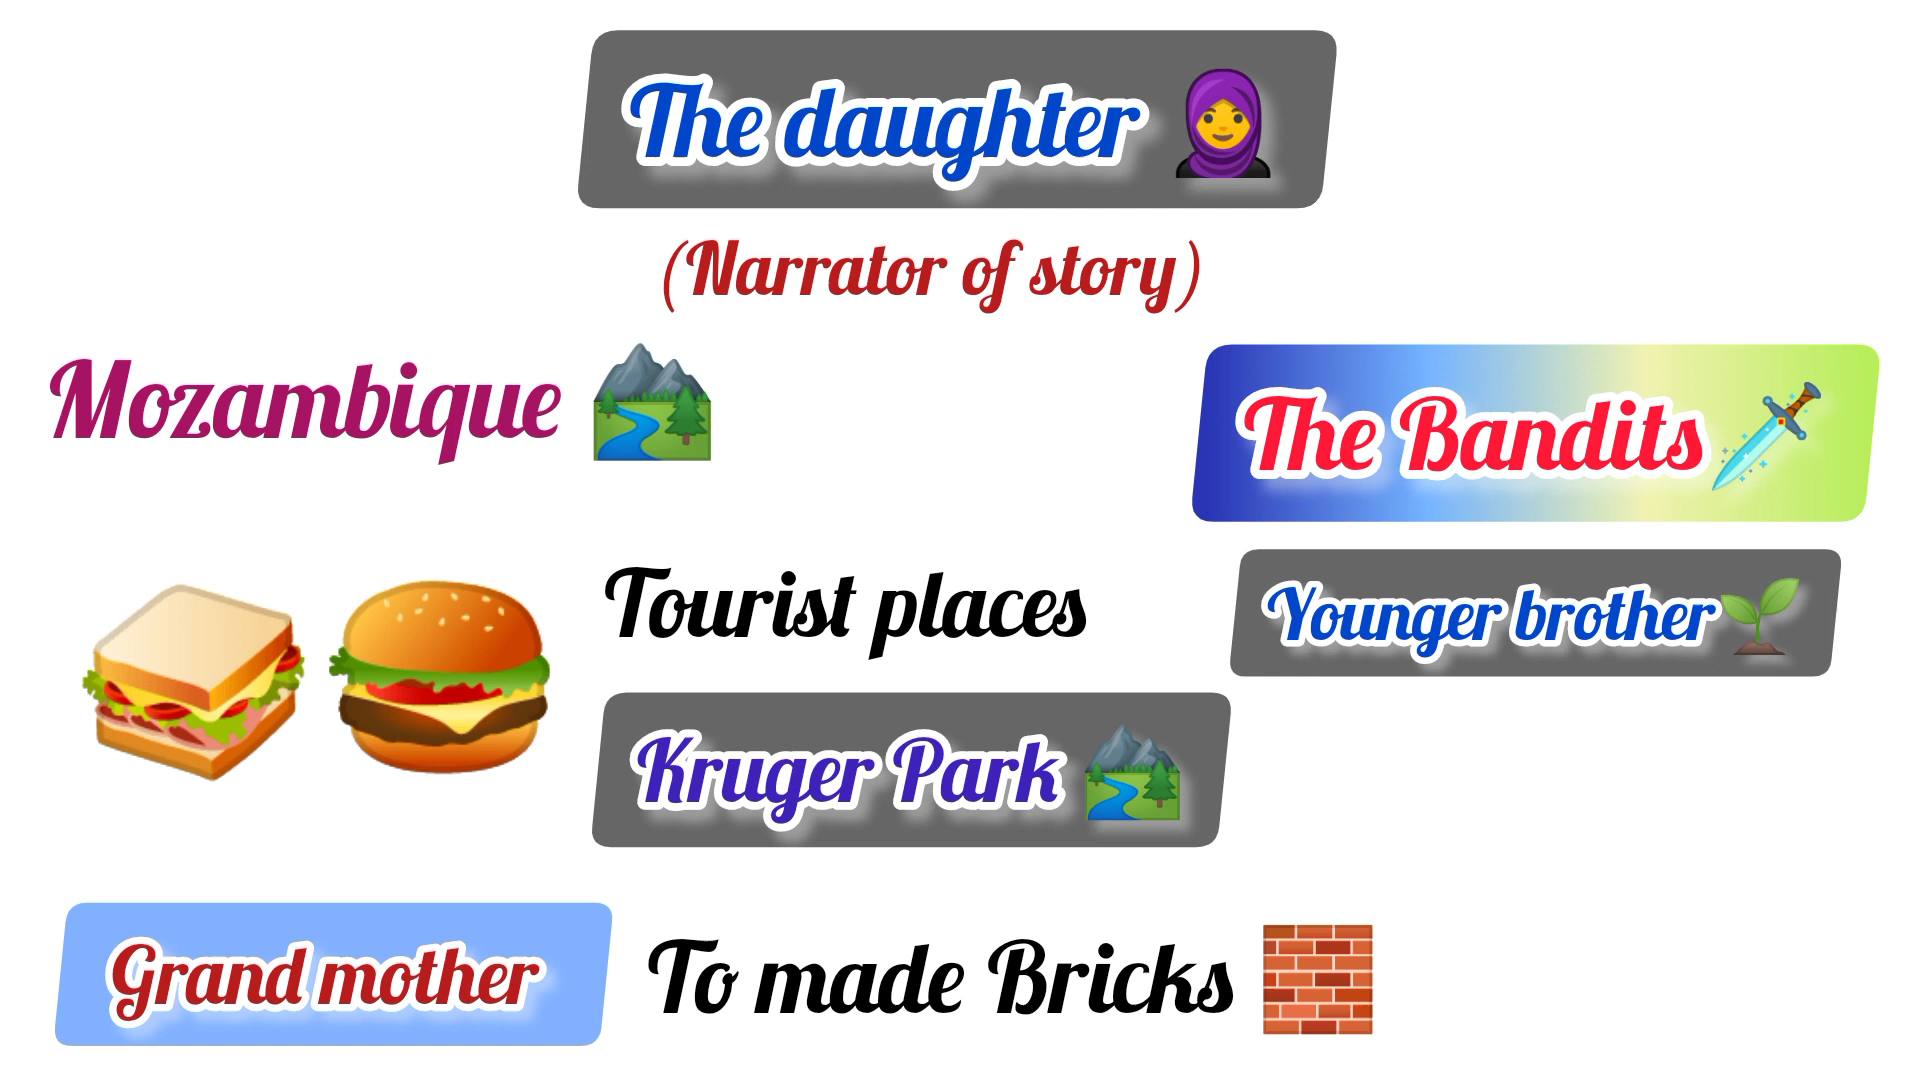 The daughter
(Narrator of story)
Mozambique
The Bandits
Tourist places
Younger brother
Kruger Park
Grand mother
To made Bricks